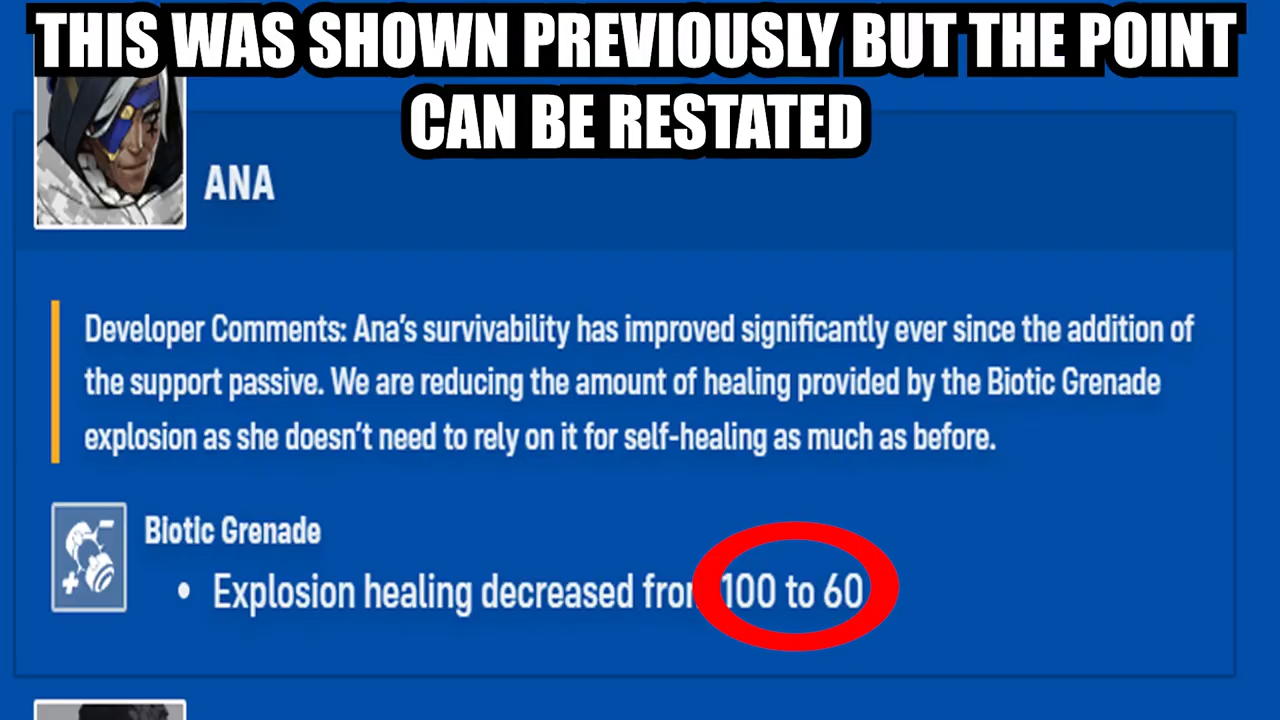 THIS WAS SHOWN PREVIOUSLY BUT THE POINT
CAN BE RESTATED
ANA
Developer Comments: Ana's survivability has improved significantly ever since the addition of
the support passive. We are reducing the amount of healing provided by the Biotic Grenade
explosion as she doesn't need to rely on it for self-healing as much as before.
Biotic Grenade
• Explosion healing decreased from 100 to 60